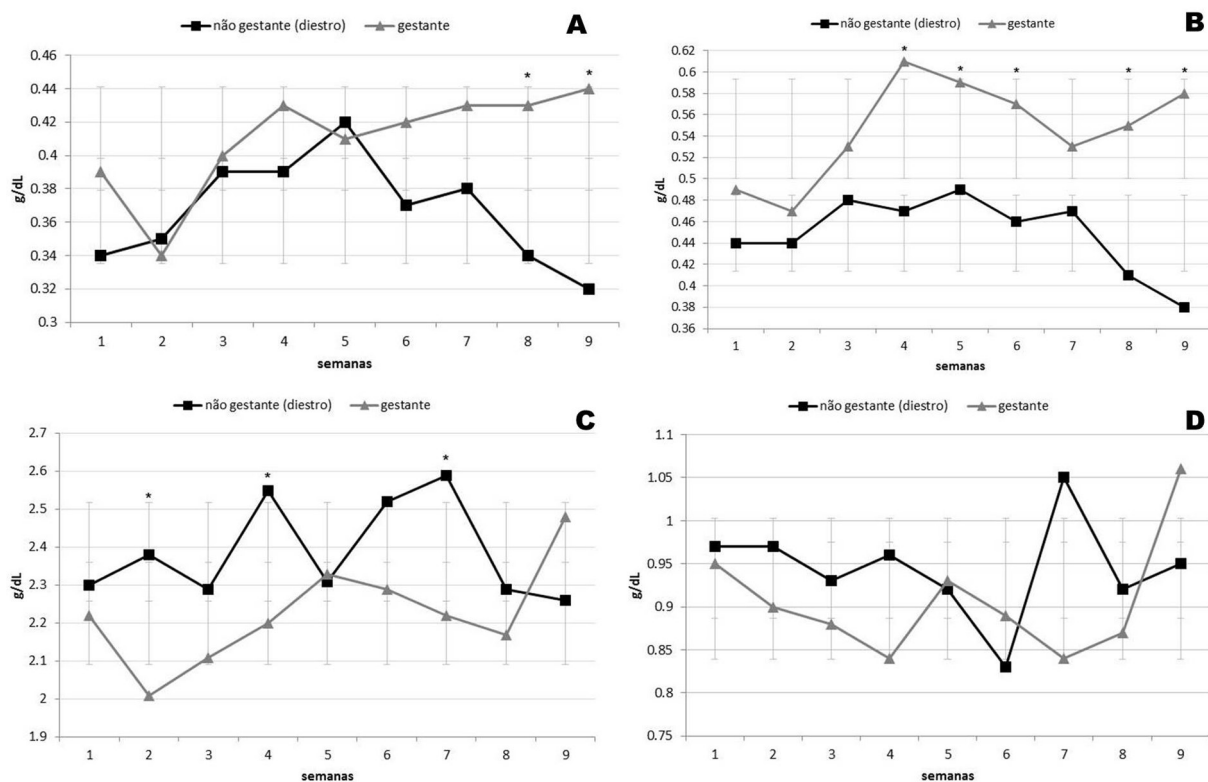 não gestante (diestro) gestante A
0.46
0.44
0.42
0.4
0.38
0.36
0.34
0.32
0.3
g/dL
* *
1 2 3 4 5 6 7 8 9
semanas
não gestante (diestro) gestante B
0.62
0.6
0.58
0.56
0.54
0.52
0.50
0.48
0.46
0.44
0.42
0.4
0.38
0.36
g/dL
* * * * *
1 2 3 4 5 6 7 8 9
semanas
não gestante (diestro) gestante C
2.7
2.6
2.5
2.4
2.3
2.2
2.1
2
1.9
g/dL
* * *
1 2 3 4 5 6 7 8 9
semanas
não gestante (diestro) gestante D
1.1
1.05
1
0.95
0.9
0.85
0.8
0.75
g/dL
1 2 3 4 5 6 7 8 9
semanas